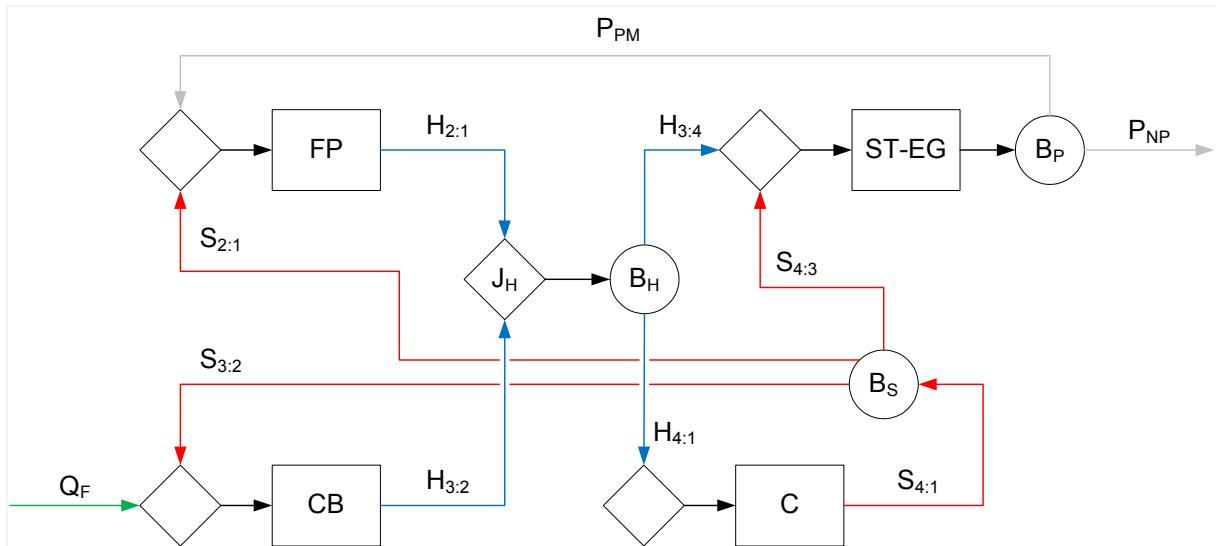 P_PM
FP
H_2:1
H_3:4
ST-EG
B_P
P_NP
S_2:1
J_H
B_H
S_4:3
S_3:2
B_S
Q_F
CB
H_3:2
H_4:1
C
S_4:1